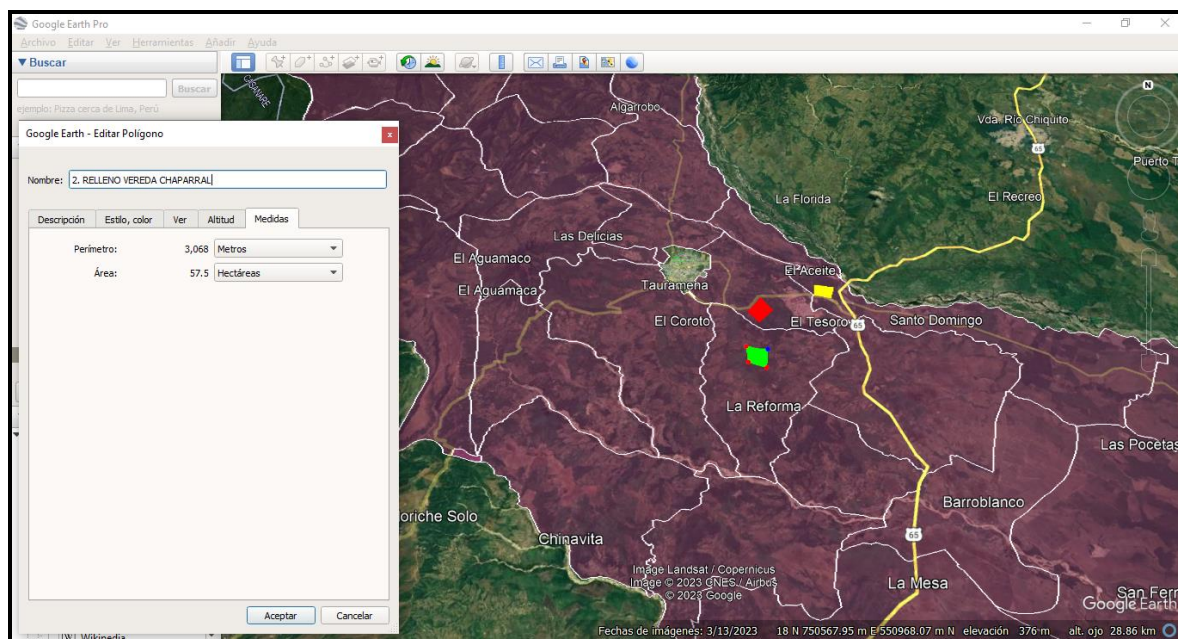 Google Earth Pro
Archivo Editar Ver Herramientas Añadir Ayuda
Buscar
Buscar
ejemplo: Pizza cerca de Lima, Perú
Google Earth - Editar Polígono
x
Nombre: 2. RELLENO VEREDA CHAPARRAL
Descripción Estilo, color Ver Altitud Medidas
Perímetro: 3,068 Metros
Área: 57.5 Hectáreas
Aceptar Cancelar
Wikipedia
CASANARE
Algarrobo
Vda. Rio Chiquito
65
Puerto T
El Recreo
La Florida
Las Delicias
El Aguamaco
El Aceite
Tauramena
El Aguamaca
El Coroto
El Tesoro
65
Santo Domingo
La Reforma
Las Pocetas
Barroblanco
oriche Solo
65
Chinavita
La Mesa
San Ferr
N
Image Landsat / Copernicus
Image © 2023 CNES / Airbus
© 2023 Google
Google Earth
Fechas de imágenes: 3/13/2023 18 N 750567.95 m E 550968.07 m N elevación 376 m alt. ojo 28.86 km